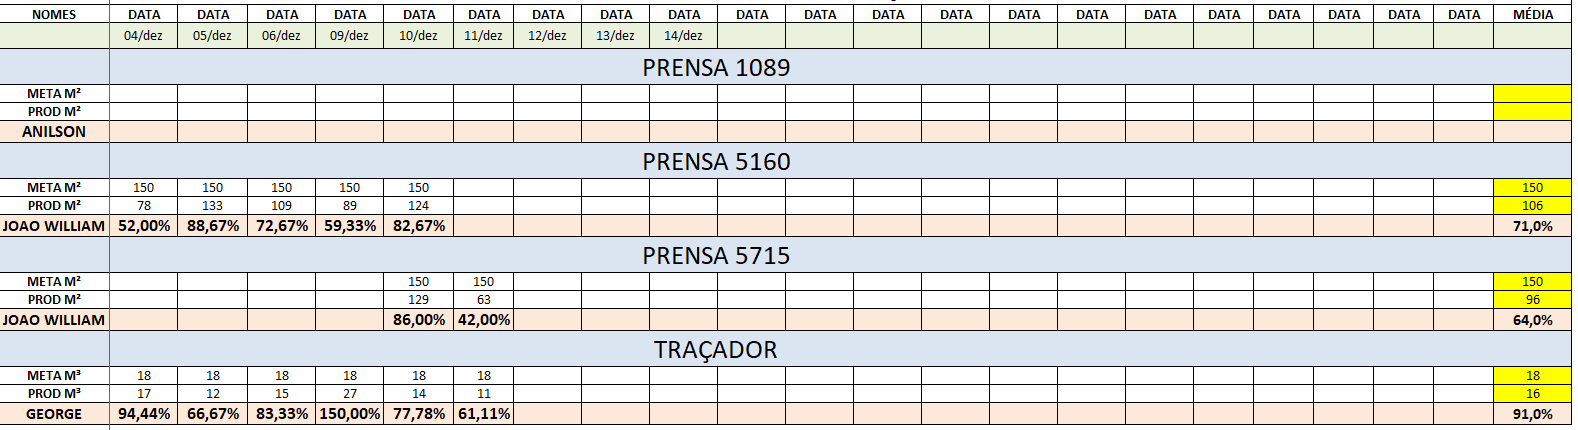 NOMES DATA DATA DATA DATA DATA DATA DATA DATA DATA DATA DATA DATA DATA DATA DATA DATA DATA DATA DATA DATA DATA MÉDIA
04/dez 05/dez 06/dez 09/dez 10/dez 11/dez 12/dez 13/dez 14/dez
PRENSA 1089
META M²
PROD M²
ANILSON
PRENSA 5160
META M² 150 150 150 150 150 150
PROD M² 78 133 109 89 124 106
JOAO WILLIAM 52,00% 88,67% 72,67% 59,33% 82,67% 71,0%
PRENSA 5715
META M² 150 150 150
PROD M² 129 63 96
JOAO WILLIAM 86,00% 42,00% 64,0%
TRAÇADOR
META M³ 18 18 18 18 18 18 18
PROD M³ 17 12 15 27 14 11 16
GEORGE 94,44% 66,67% 83,33% 150,00% 77,78% 61,11% 91,0%